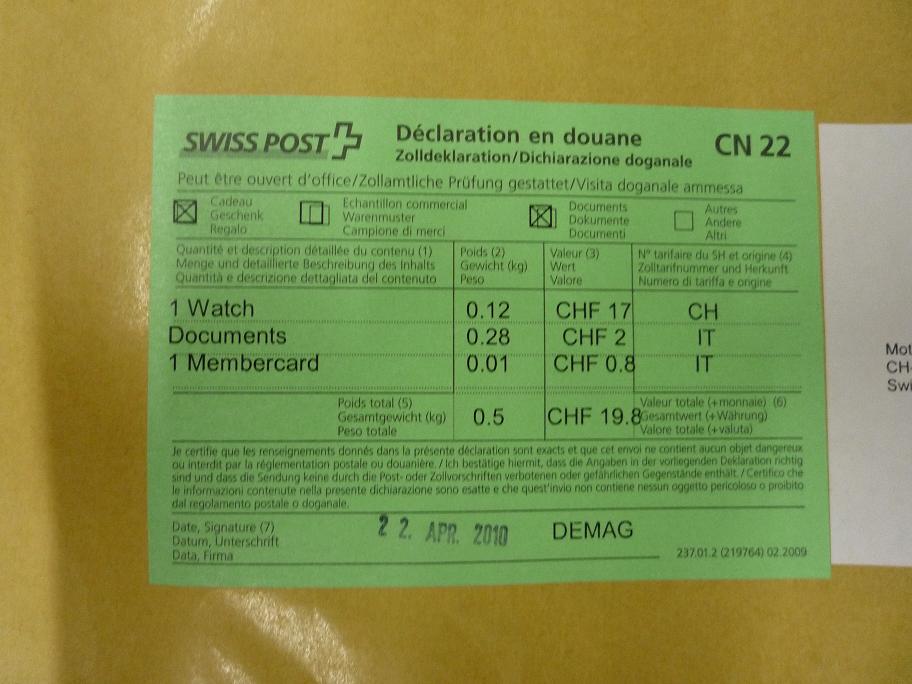 SWISS POST
Déclaration en douane
Zolldeklaration/Dichiarazione doganale
CN 22
Peut être ouvert d'office/Zollamtliche Prüfung gestattet/Visita doganale ammessa
Cadeau
Geschenk
Regalo
Echantillon commercial
Warenmuster
Campione di merci
Documents
Dokumente
Documenti
Autres
Andere
Altri
Quantité et description détaillée du contenu (1)
Menge und detaillierte Beschreibung des Inhalts
Quantità e descrizione dettagliata del contenuto
Poids (2)
Gewicht (kg)
Peso
Valeur (3)
Wert
Valore
N° tarifaire du SH et origine (4)
Zolltarifnummer und Herkunft
Numero di tariffa e origine
1 Watch 0.12 CHF 17 CH
Documents 0.28 CHF 2 IT
1 Membercard 0.01 CHF 0.8 IT
Poids total (5)
Gesamtgewicht (kg)
Peso totale
0.5
CHF 19.8
Valeur totale (+monnaie) (6)
Gesamtwert (+Währung)
Valore totale (+valuta)
Je certifie que les renseignements donnés dans la présente déclaration sont exacts et que cet envoi ne contient aucun objet dangereux
ou interdit par la réglementation postale ou douanière. / Ich bestätige hiermit, dass die Angaben in der vorliegenden Deklaration richtig
sind und dass die Sendung keine durch die Post- oder Zollvorschriften verbotenen oder gefährlichen Gegenstände enthält. / Certifico che
le informazioni contenute nella presente dichiarazione sono esatte e che quest'invio non contiene nessun oggetto pericoloso o proibito
dal regolamento postale o doganale.
Date, Signature (7)
Datum, Unterschrift
Data, Firma
22. APR. 2010
DEMAG
237.01.2 (219764) 02.2009
Mot
CH-
Swi